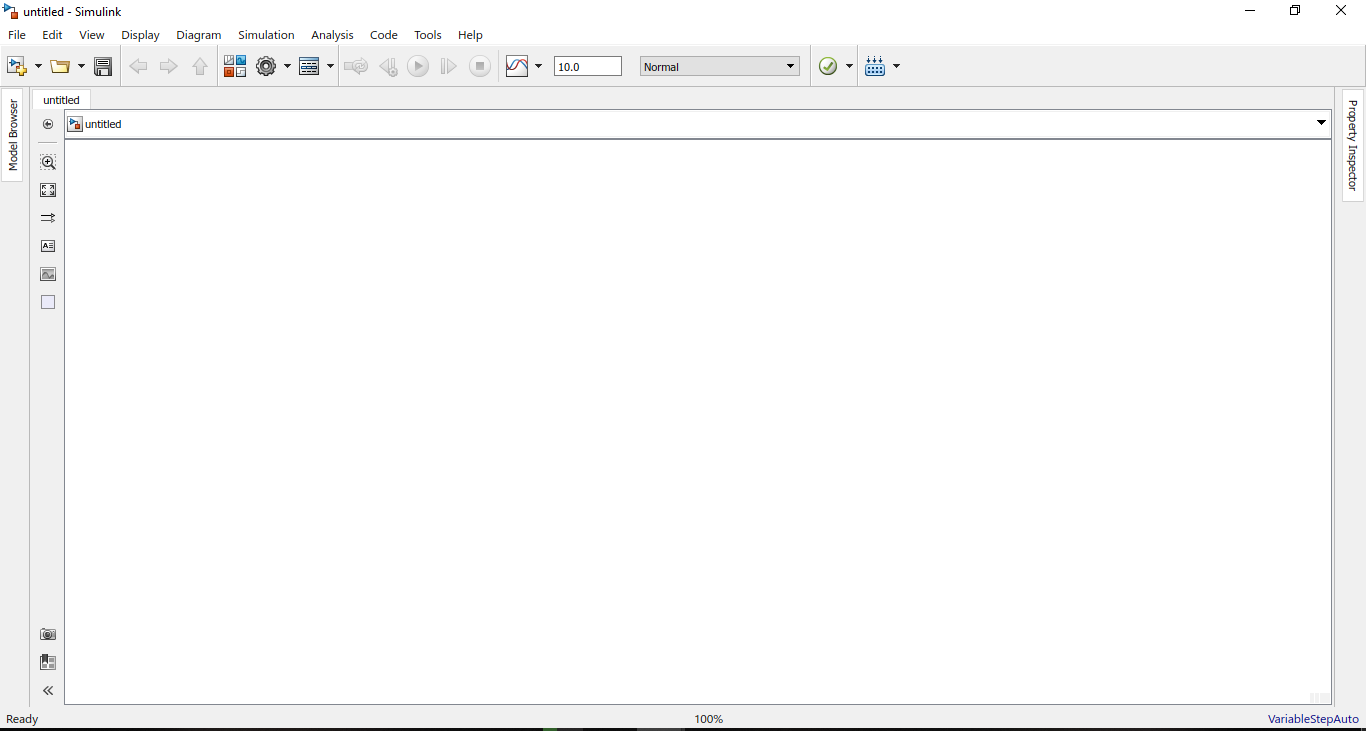 untitled - Simulink
File Edit View Display Diagram Simulation Analysis Code Tools Help
10.0 Normal
Model Browser
untitled
untitled
Property Inspector
Ready 100% VariableStepAuto